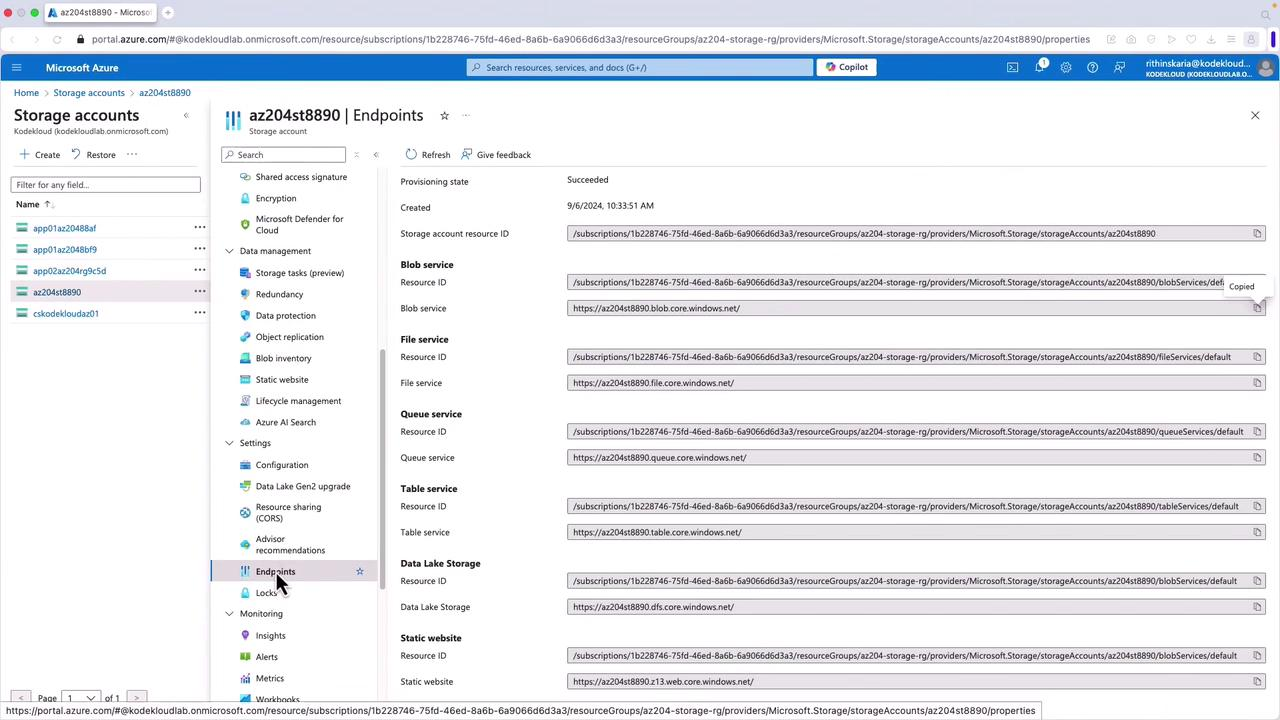 az204st8890 - Microsof
portal.azure.com/#@kodekloudlab.onmicrosoft.com/resource/subscriptions/1b228746-75fd-46ed-8a6b-6a9066d6d3a3/resourceGroups/az204-storage-rg/providers/Microsoft.Storage/storageAccounts/az204st8890/properties
Microsoft Azure
Search resources, services, and docs (G+/)
Copilot
1
rithinskaria@kodekloud...
KODEKLOUD (KODEKLOUDLAB.O...
Home > Storage accounts > az204st8890
Storage accounts
Kodekloud (kodekloudlab.onmicrosoft.com)
Create
Restore
Filter for any field...
Name
app01az20488af
app01az2048bf9
app02az204rg9c5d
az204st8890
cskodekloudaz01
Page 1 of 1
az204st8890 | Endpoints
Storage account
Search
Shared access signature
Encryption
Microsoft Defender for
Cloud
Data management
Storage tasks (preview)
Redundancy
Data protection
Object replication
Blob inventory
Static website
Lifecycle management
Azure AI Search
Settings
Configuration
Data Lake Gen2 upgrade
Resource sharing
(CORS)
Advisor
recommendations
Endpoints
Locks
Monitoring
Insights
Alerts
Metrics
Workbooks
Refresh
Give feedback
Provisioning state
Succeeded
Created
9/6/2024, 10:33:51 AM
Storage account resource ID
/subscriptions/1b228746-75fd-46ed-8a6b-6a9066d6d3a3/resourceGroups/az204-storage-rg/providers/Microsoft.Storage/storageAccounts/az204st8890
Blob service
Resource ID
/subscriptions/1b228746-75fd-46ed-8a6b-6a9066d6d3a3/resourceGroups/az204-storage-rg/providers/Microsoft.Storage/storageAccounts/az204st8890/blobServices/defa
Copied
Blob service
https://az204st8890.blob.core.windows.net/
File service
Resource ID
/subscriptions/1b228746-75fd-46ed-8a6b-6a9066d6d3a3/resourceGroups/az204-storage-rg/providers/Microsoft.Storage/storageAccounts/az204st8890/fileServices/default
File service
https://az204st8890.file.core.windows.net/
Queue service
Resource ID
/subscriptions/1b228746-75fd-46ed-8a6b-6a9066d6d3a3/resourceGroups/az204-storage-rg/providers/Microsoft.Storage/storageAccounts/az204st8890/queueServices/default
Queue service
https://az204st8890.queue.core.windows.net/
Table service
Resource ID
/subscriptions/1b228746-75fd-46ed-8a6b-6a9066d6d3a3/resourceGroups/az204-storage-rg/providers/Microsoft.Storage/storageAccounts/az204st8890/tableServices/default
Table service
https://az204st8890.table.core.windows.net/
Data Lake Storage
Resource ID
/subscriptions/1b228746-75fd-46ed-8a6b-6a9066d6d3a3/resourceGroups/az204-storage-rg/providers/Microsoft.Storage/storageAccounts/az204st8890/blobServices/default
Data Lake Storage
https://az204st8890.dfs.core.windows.net/
Static website
Resource ID
/subscriptions/1b228746-75fd-46ed-8a6b-6a9066d6d3a3/resourceGroups/az204-storage-rg/providers/Microsoft.Storage/storageAccounts/az204st8890/blobServices/default
Static website
https://az204st8890.z13.web.core.windows.net/
https://portal.azure.com/#@kodekloudlab.onmicrosoft.com/resource/subscriptions/1b228746-75fd-46ed-8a6b-6a9066d6d3a3/resourceGroups/az204-storage-rg/providers/Microsoft.Storage/storageAccounts/az204st8890/properties